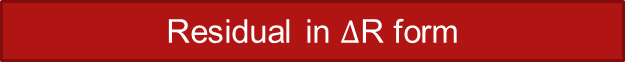 Residual in ΔR form